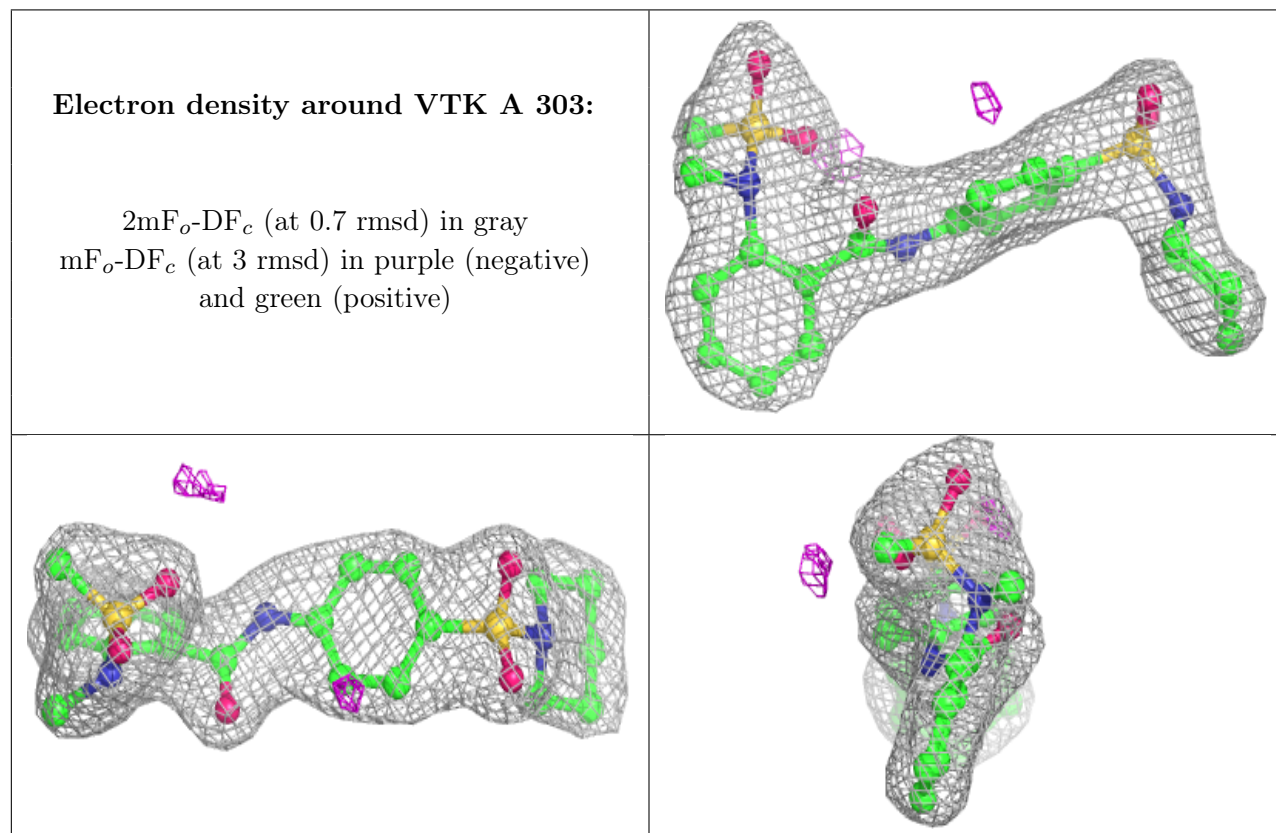 Electron density around VTK A 303:
2mFo-DFc (at 0.7 rmsd) in gray
mFo-DFc (at 3 rmsd) in purple (negative)
and green (positive)